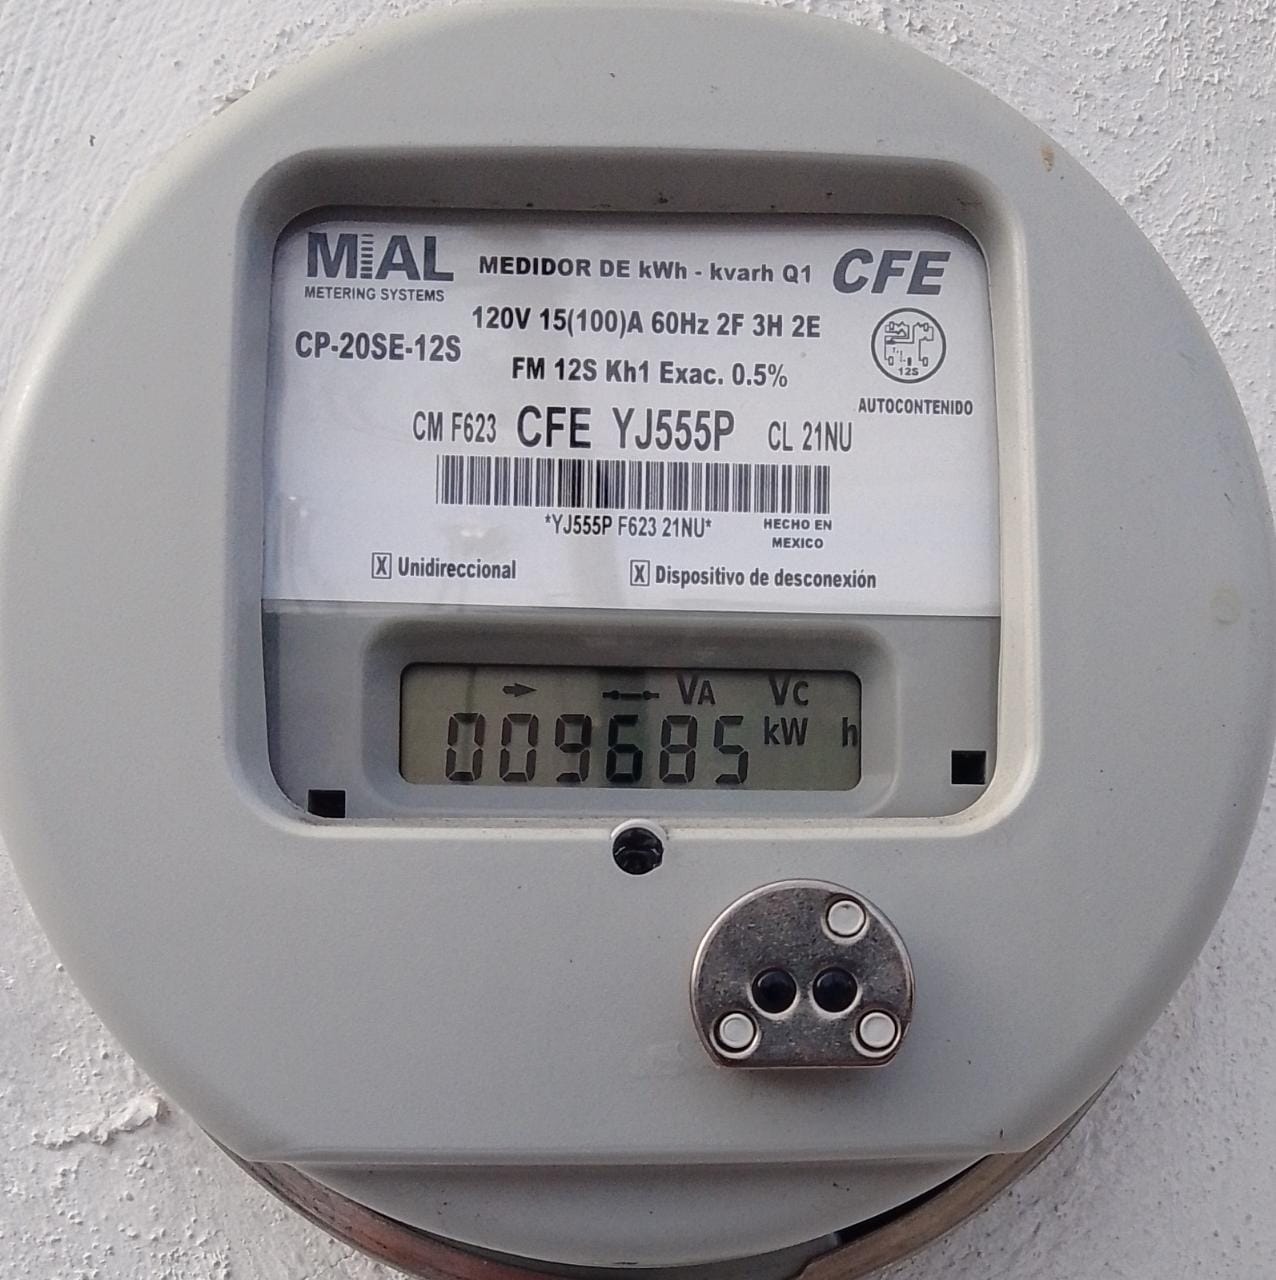 MIAL
METERING SYSTEMS
MEDIDOR DE kWh - kvarh Q1
CFE
120V 15(100)A 60Hz 2F 3H 2E
CP-20SE-12S
FM 12S Kh1 Exac. 0.5%
12S
AUTOCONTENIDO
CM F623 CFE YJ555P CL 21NU
*YJ555P F623 21NU*
HECHO EN
MEXICO
X Unidireccional
X Dispositivo de desconexión
VA VC
009685 kW h